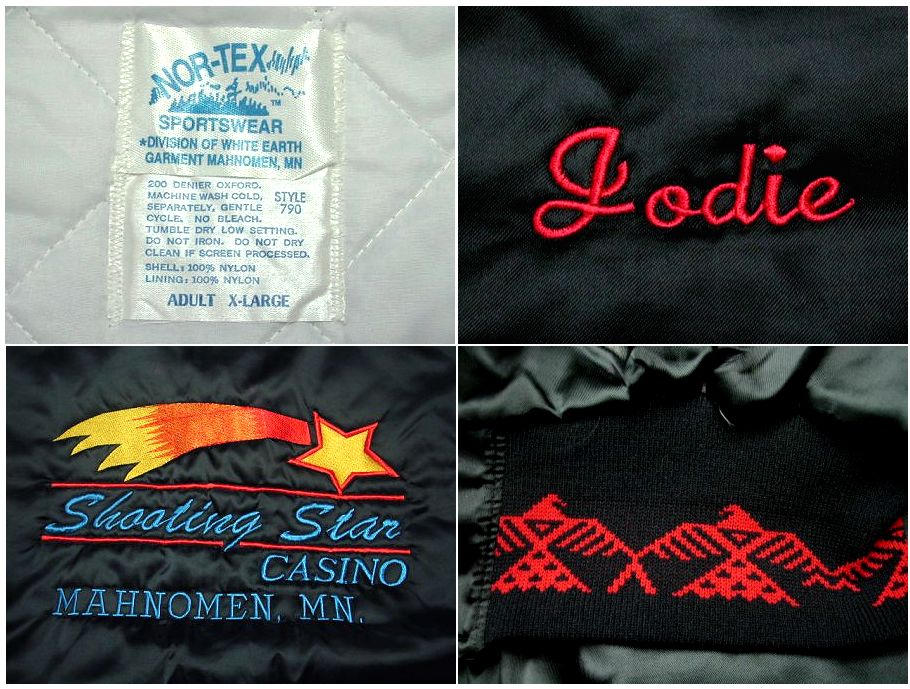 NOR-TEX
™
SPORTSWEAR
*DIVISION OF WHITE EARTH
GARMENT MAHNOMEN, MN
200 DENIER OXFORD.
MACHINE WASH COLD,
SEPARATELY, GENTLE
CYCLE. NO BLEACH.
TUMBLE DRY LOW SETTING.
DO NOT IRON. DO NOT DRY
CLEAN IF SCREEN PROCESSED.
STYLE
790
SHELL: 100% NYLON
LINING: 100% NYLON
ADULT X-LARGE
Jodie
Shooting Star
CASINO
MAHNOMEN, MN.